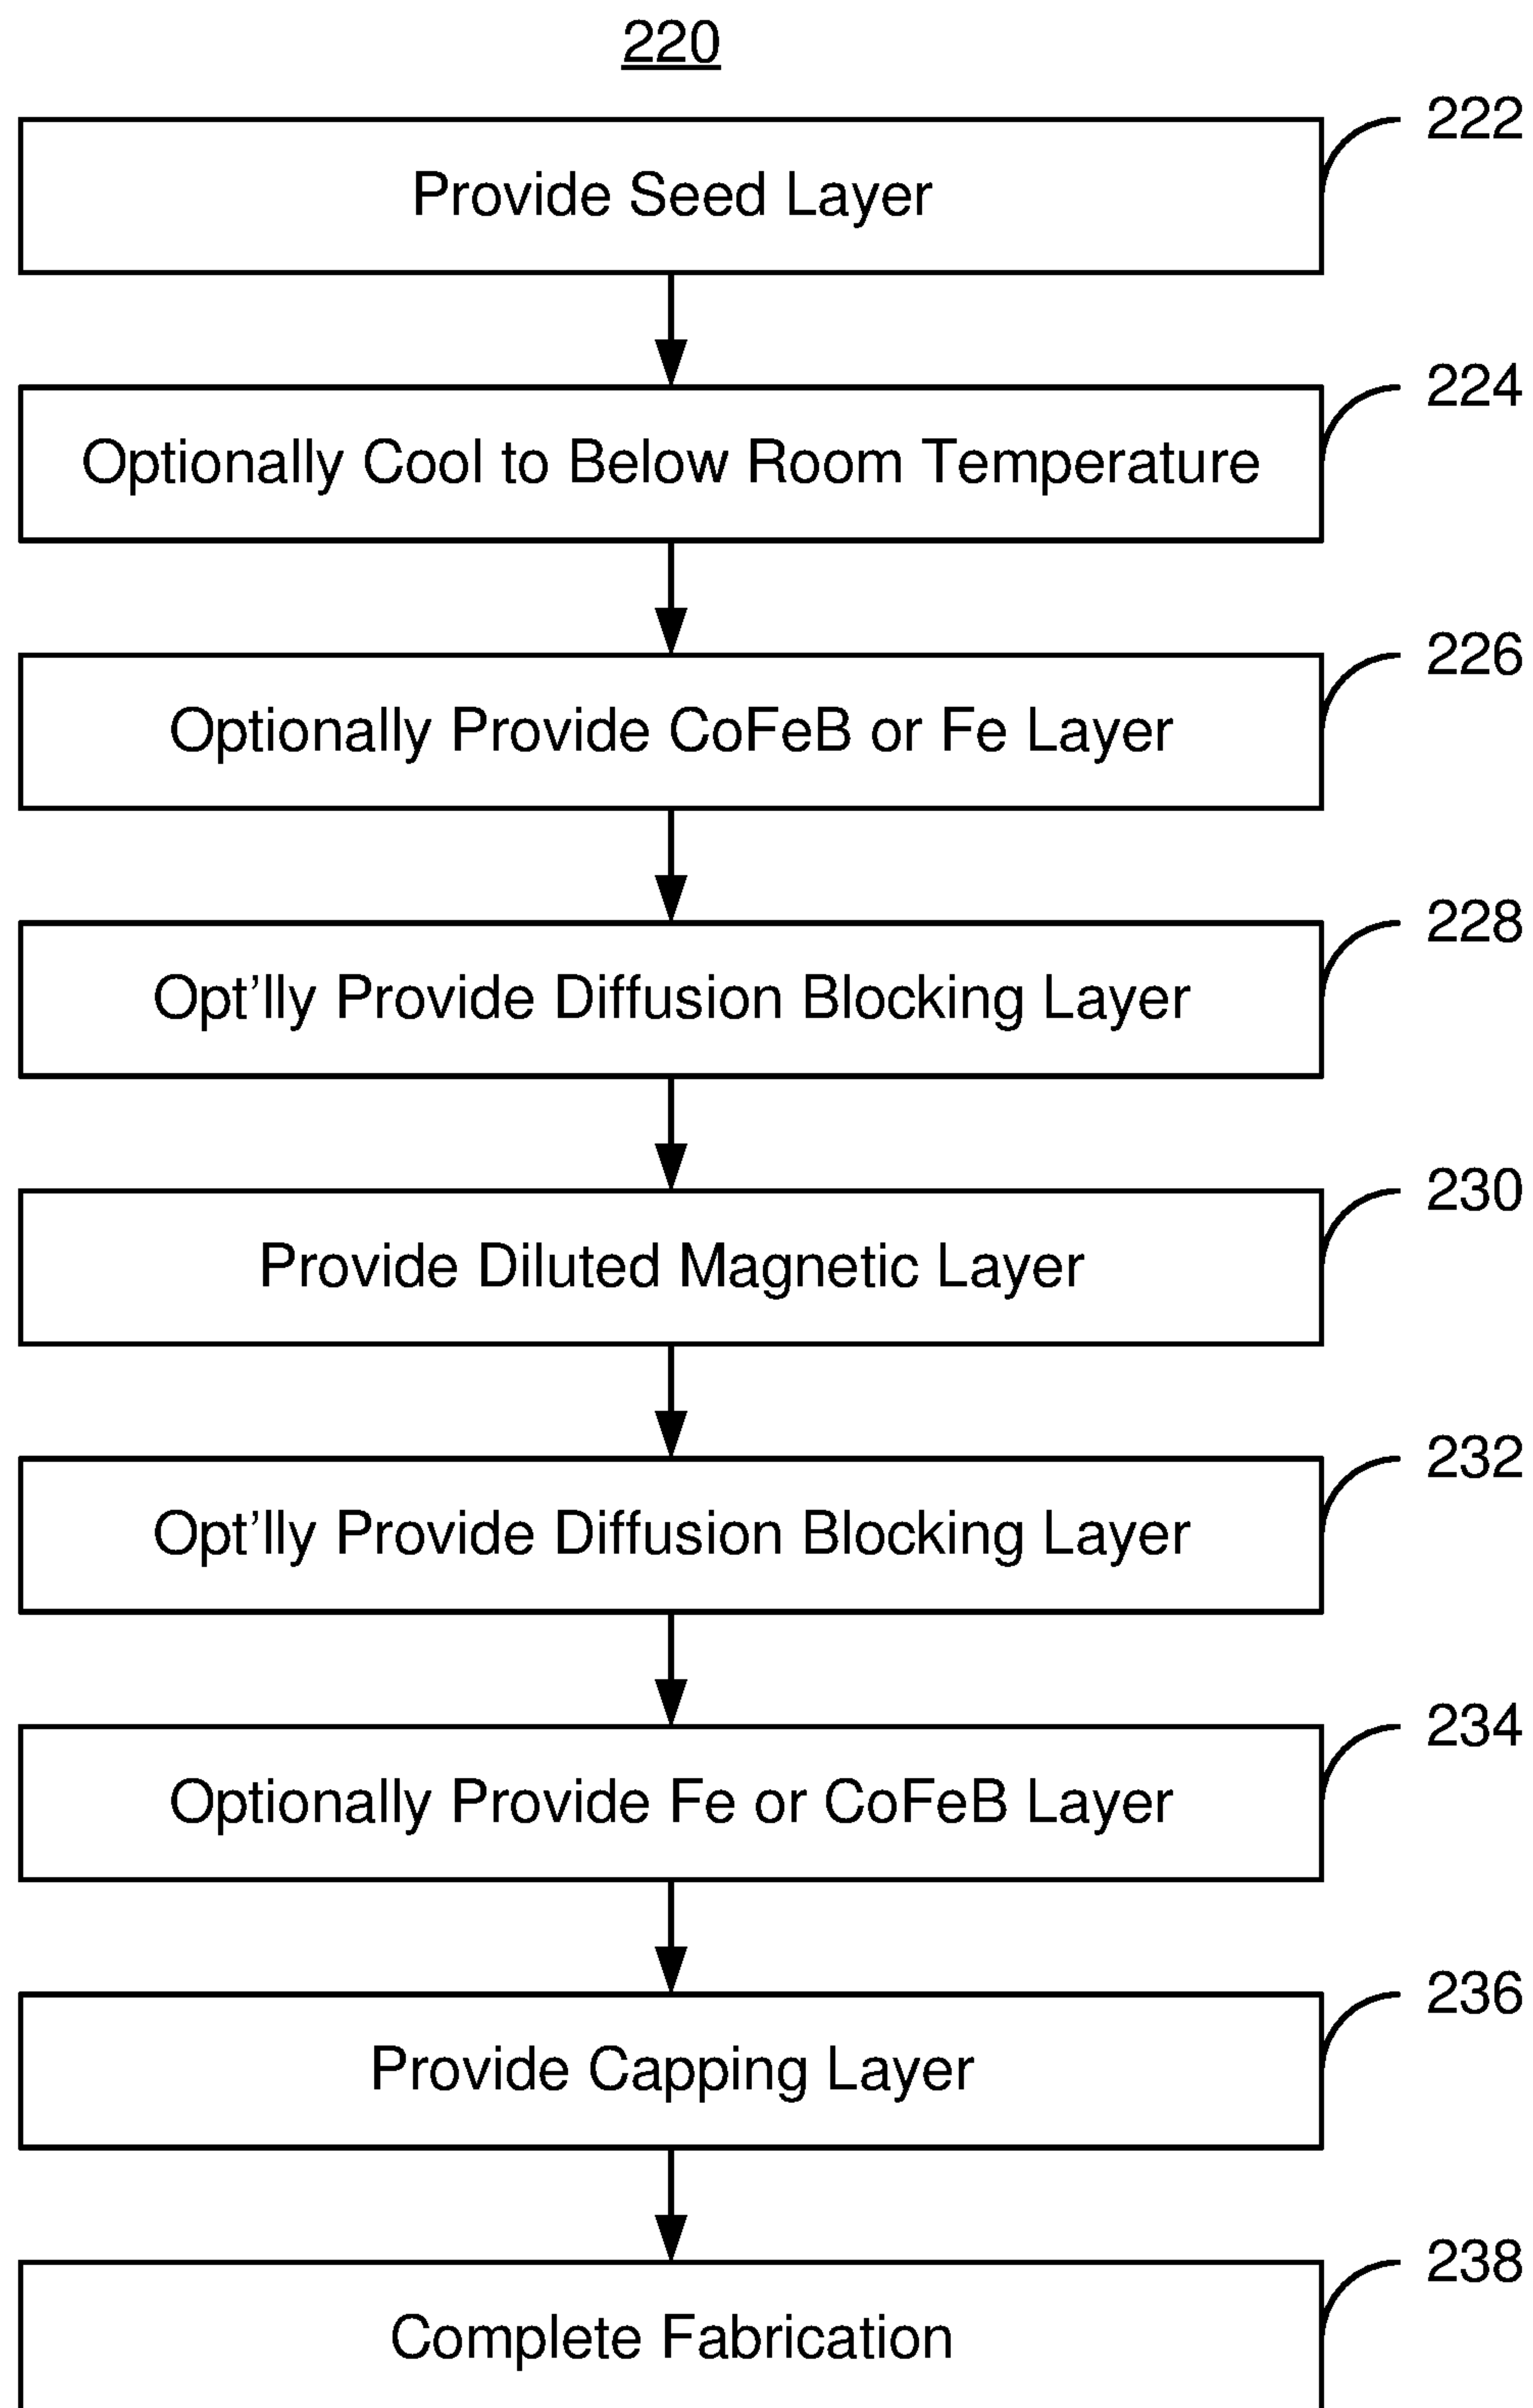 220
Provide Seed Layer
222
Optionally Cool to Below Room Temperature
224
Optionally Provide CoFeB or Fe Layer
226
Opt’lly Provide Diffusion Blocking Layer
228
Provide Diluted Magnetic Layer
230
Opt’lly Provide Diffusion Blocking Layer
232
Optionally Provide Fe or CoFeB Layer
234
Provide Capping Layer
236
Complete Fabrication
238